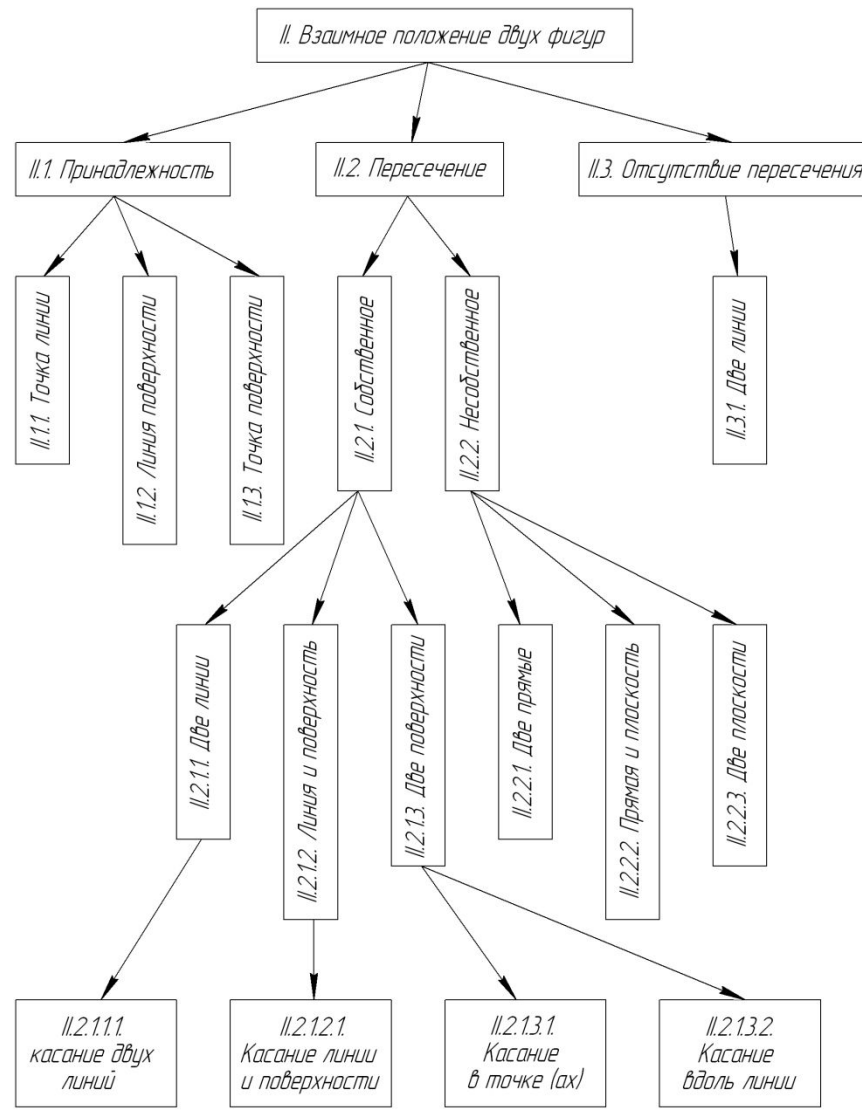 II. Взаимное положение двух фигур
II.1. Принадлежность
II.2. Пересечение
II.3. Отсутствие пересечения
II.1.1. Точка линии
II.1.2. Линия поверхности
II.1.3. Точка поверхности
II.2.1. Собственное
II.2.2. Несобственное
II.3.1. Две линии
II.2.1.1. Две линии
II.2.1.2. Линия и поверхность
II.2.1.3. Две поверхности
II.2.2.1. Две прямые
II.2.2.2. Прямая и плоскость
II.2.2.3. Две плоскости
II.2.1.1.1.
касание двух
линий
II.2.1.2.1.
Касание линии
и поверхности
II.2.1.3.1.
Касание
в точке (ах)
II.2.1.3.2.
Касание
вдоль линии